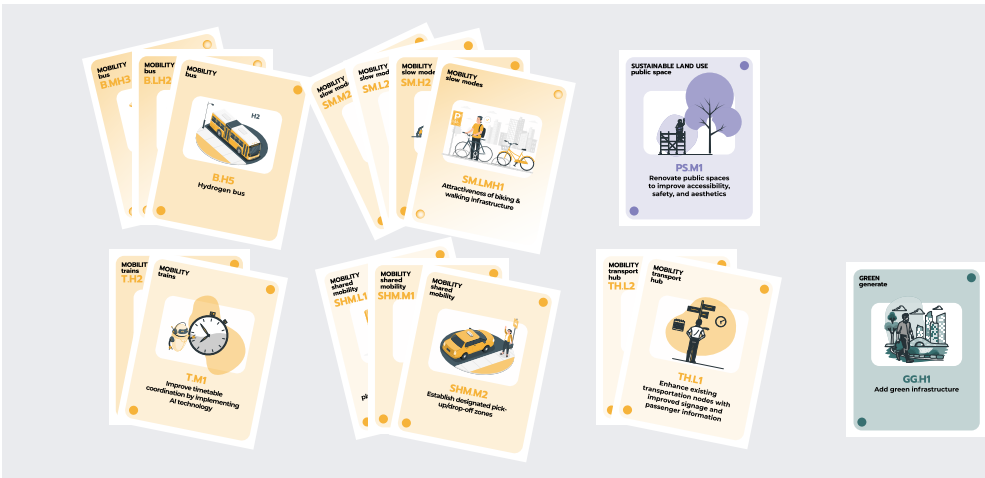 MOBILITY
bus
B.MH3
MOBILITY
bus
B.LH2
MOBILITY
bus
H2
B.H5
Hydrogen bus
MOBILITY
slow mod
SM.M2
MOBILITY
slow mod
SM.L2
MOBILITY
slow mode
SM.H2
MOBILITY
slow modes
P
SM.LMH1
Attractiveness of biking &
walking infrastructure
SUSTAINABLE LAND USE
public space
PS.M1
Renovate public spaces
to improve accessibility,
safety, and aesthetics
MOBILIT
trains
T.H2
MOBILITY
trains
T.M1
Improve timetable
coordination by implementing
AI technology
MOBILITY
shared
mobility
SHM.L1
MOBILITY
shared
mobility
SHM.M1
MOBILITY
shared
mobility
SHM.M2
Establish designated pick-
up/drop-off zones
MOBILITY
transport
hub
TH.L2
MOBILITY
transport
hub
TH.L1
Enhance existing
transportation nodes with
improved signage and
passenger information
GREEN
generate
GG.H1
Add green infrastructure